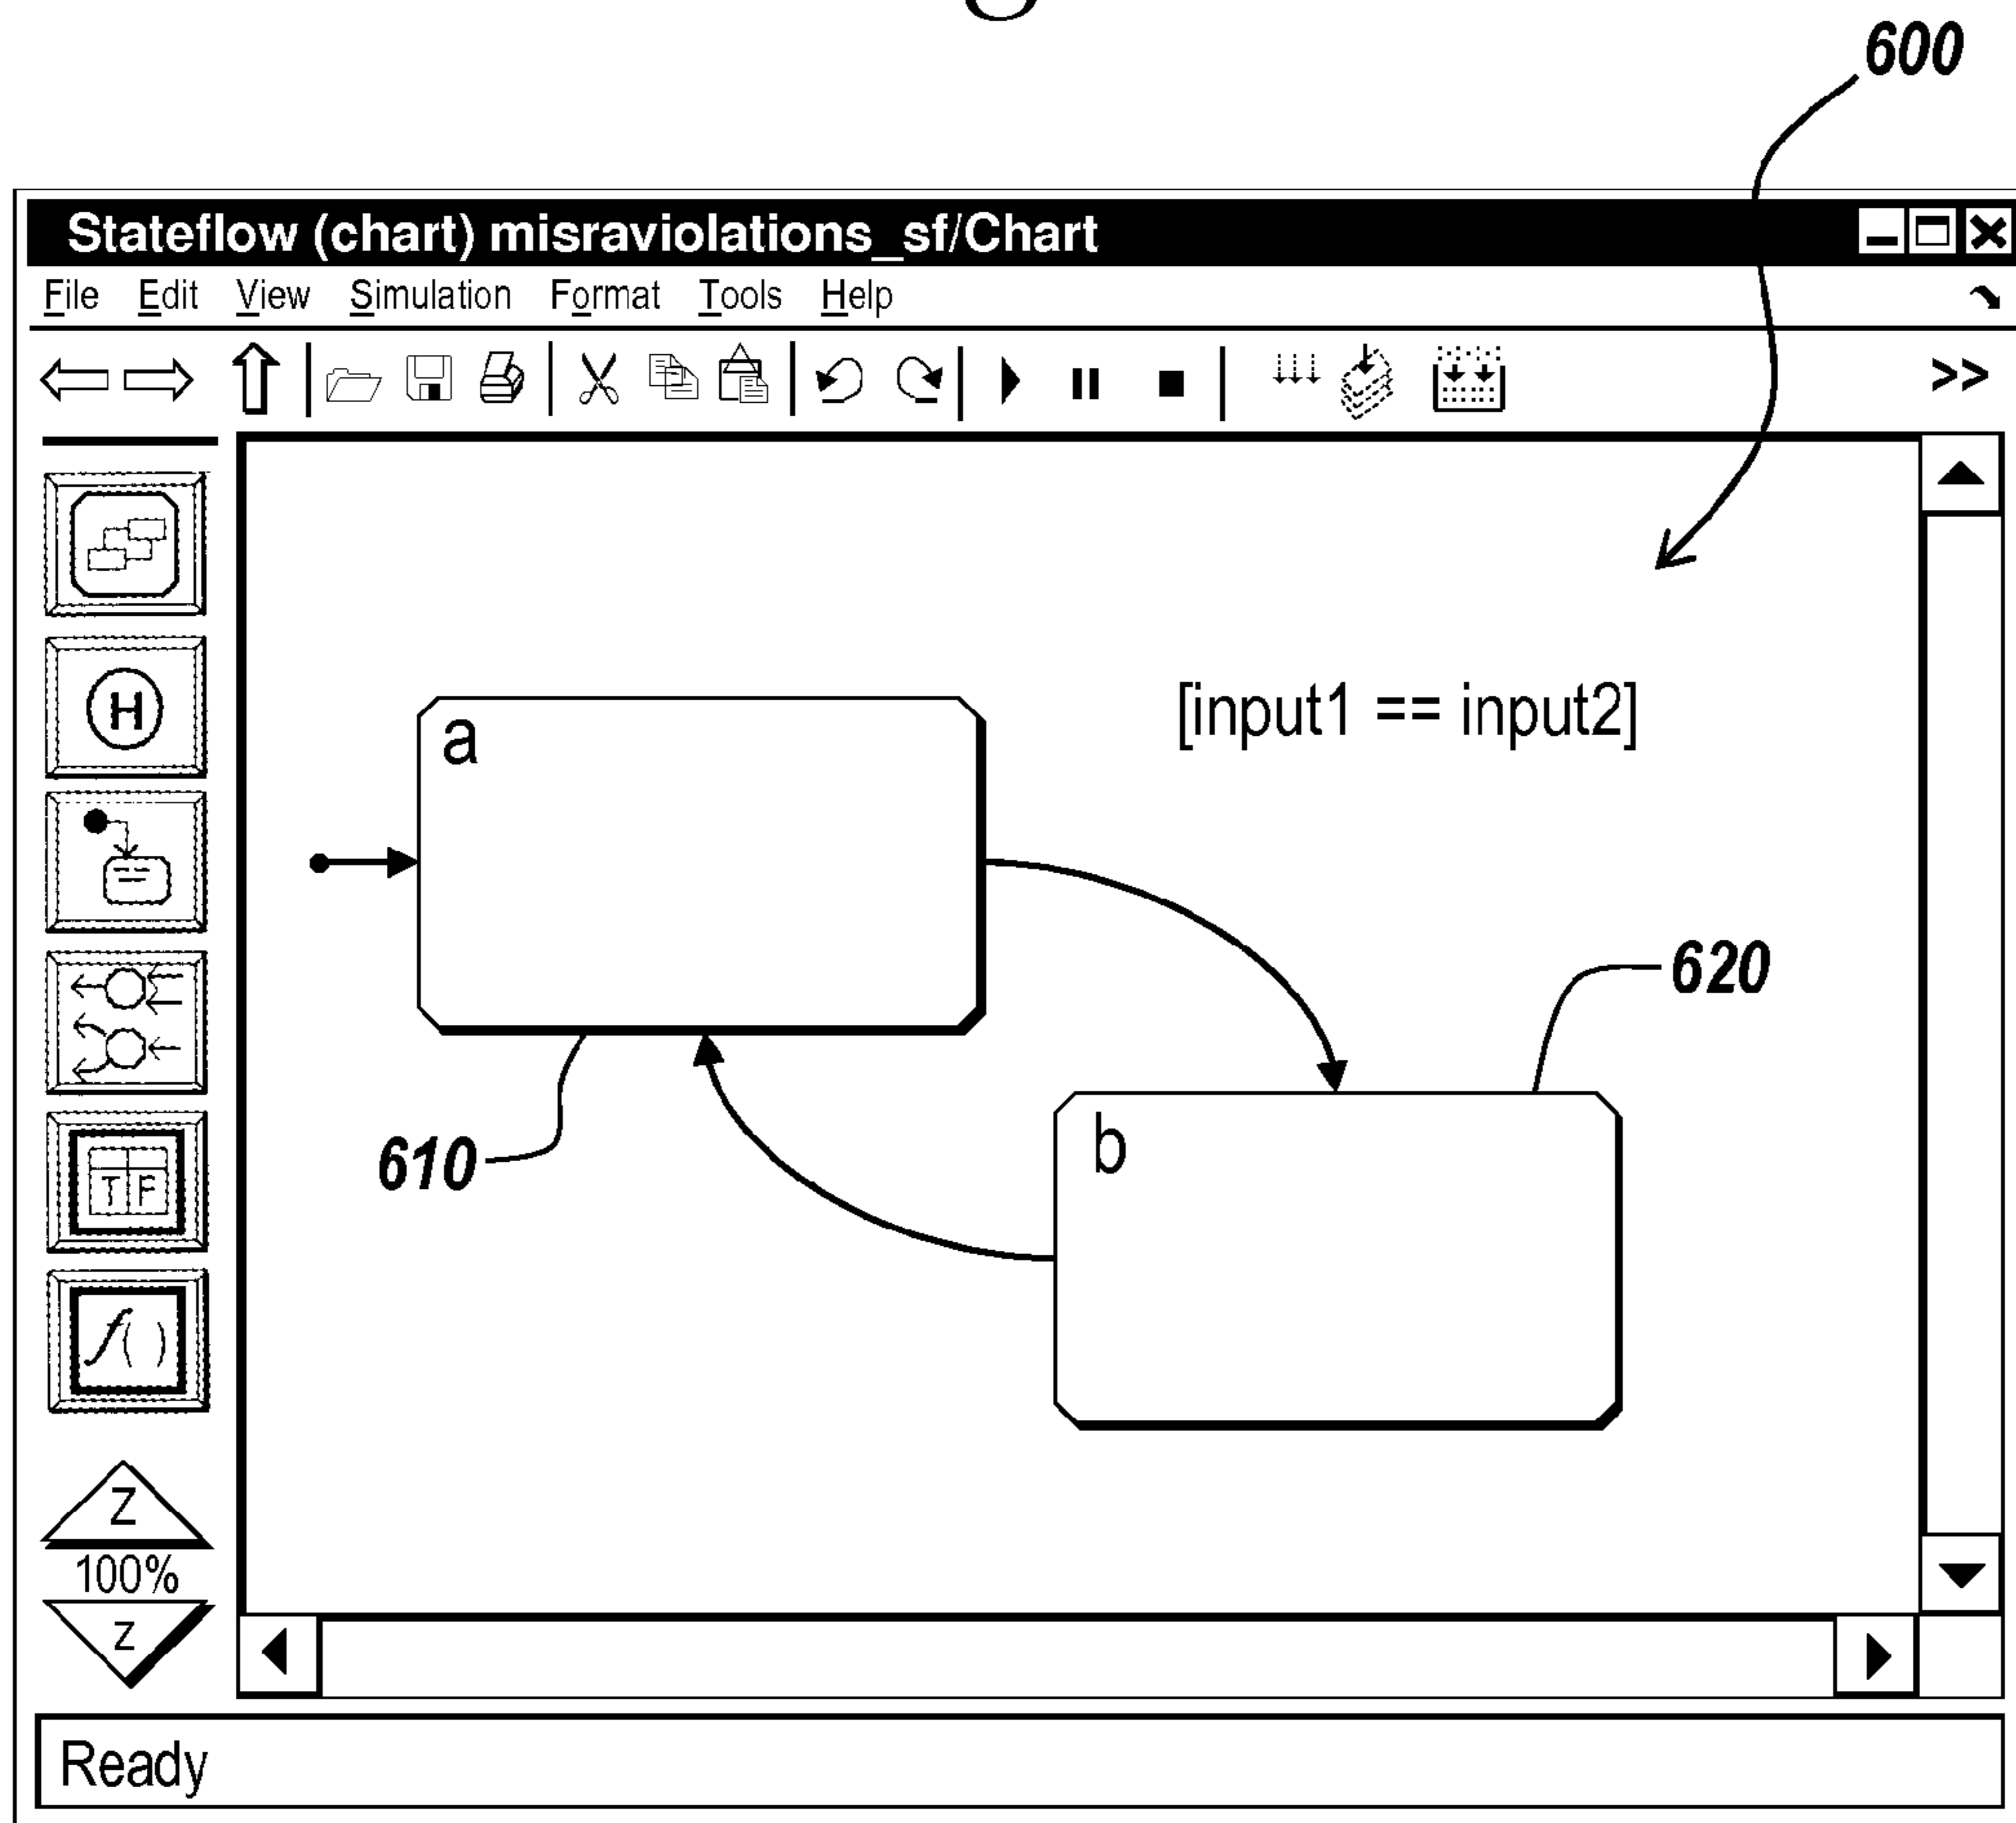 600
Stateflow (chart) misraviolations_sf/Chart
File Edit View Simulation Format Tools Help
>>
H
[input1 == input2]
a
620
610
b
T F
f( )
Z
100%
Z
Ready